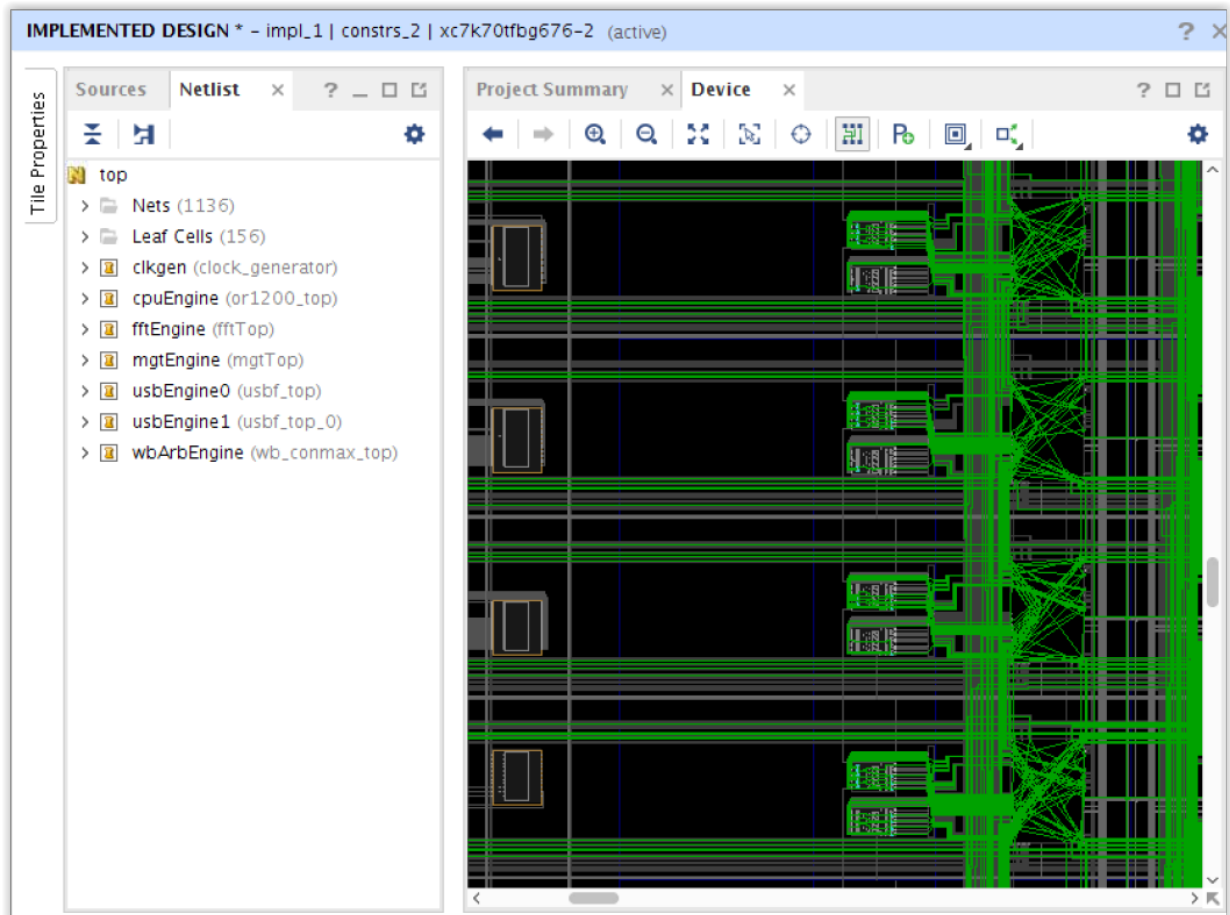 IMPLEMENTED DESIGN * - impl_1 | constrs_2 | xc7k70tfbg676-2 (active)
Tile Properties
Sources Netlist
top
Nets (1136)
Leaf Cells (156)
clkgen (clock_generator)
cpuEngine (or1200_top)
fftEngine (fftTop)
mgtEngine (mgtTop)
usbEngine0 (usbf_top)
usbEngine1 (usbf_top_0)
wbArbEngine (wb_conmax_top)
Project Summary Device